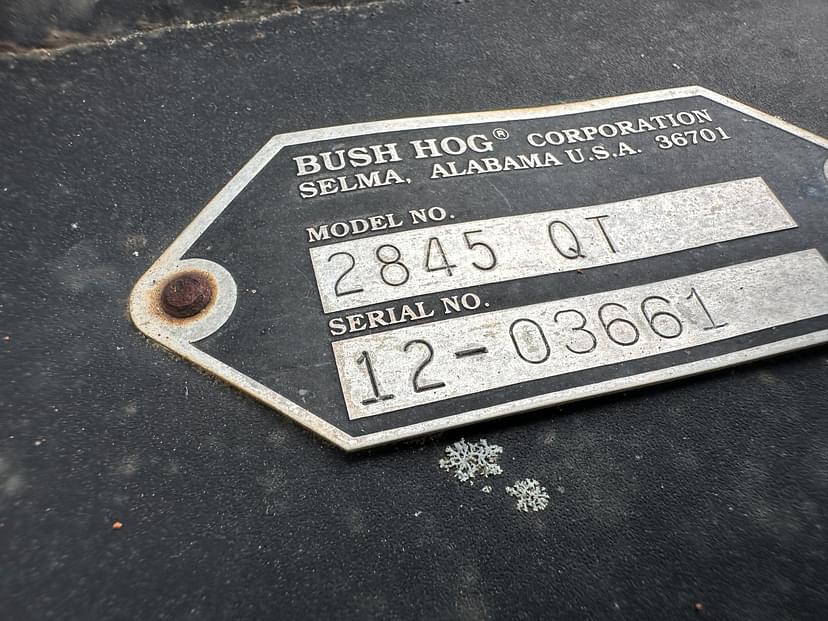 BUSH HOG® CORPORATION
SELMA, ALABAMA U.S.A. 36701
MODEL NO.
2845 QT
SERIAL NO.
12-03661